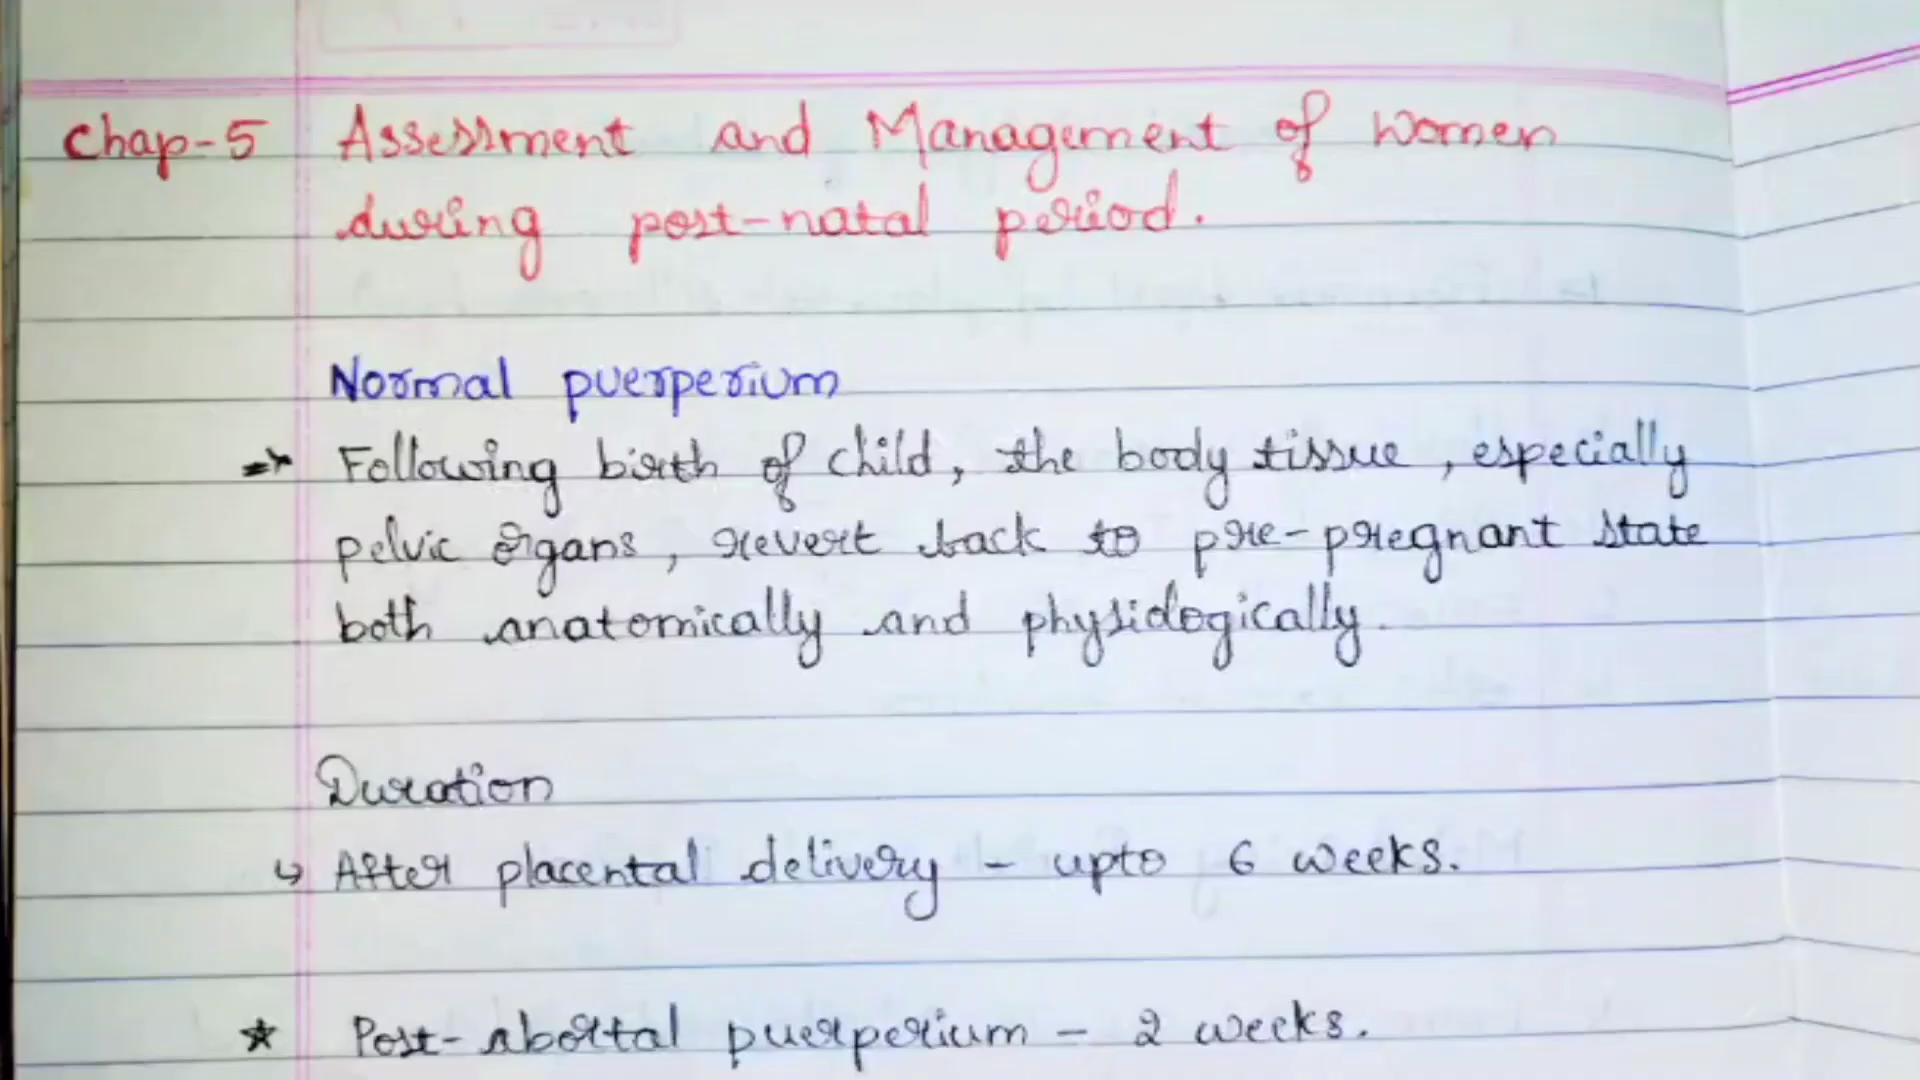 Chap-5 Assessment and Management of Women
during post-natal period.
Normal puerperium
→ Following birth of child, the body tissue, especially
pelvic organs, revert back to pre-pregnant state
both anatomically and physiologically.
Duration
↳ After placental delivery - upto 6 weeks.
★ Post-abortal puerperium - 2 weeks.